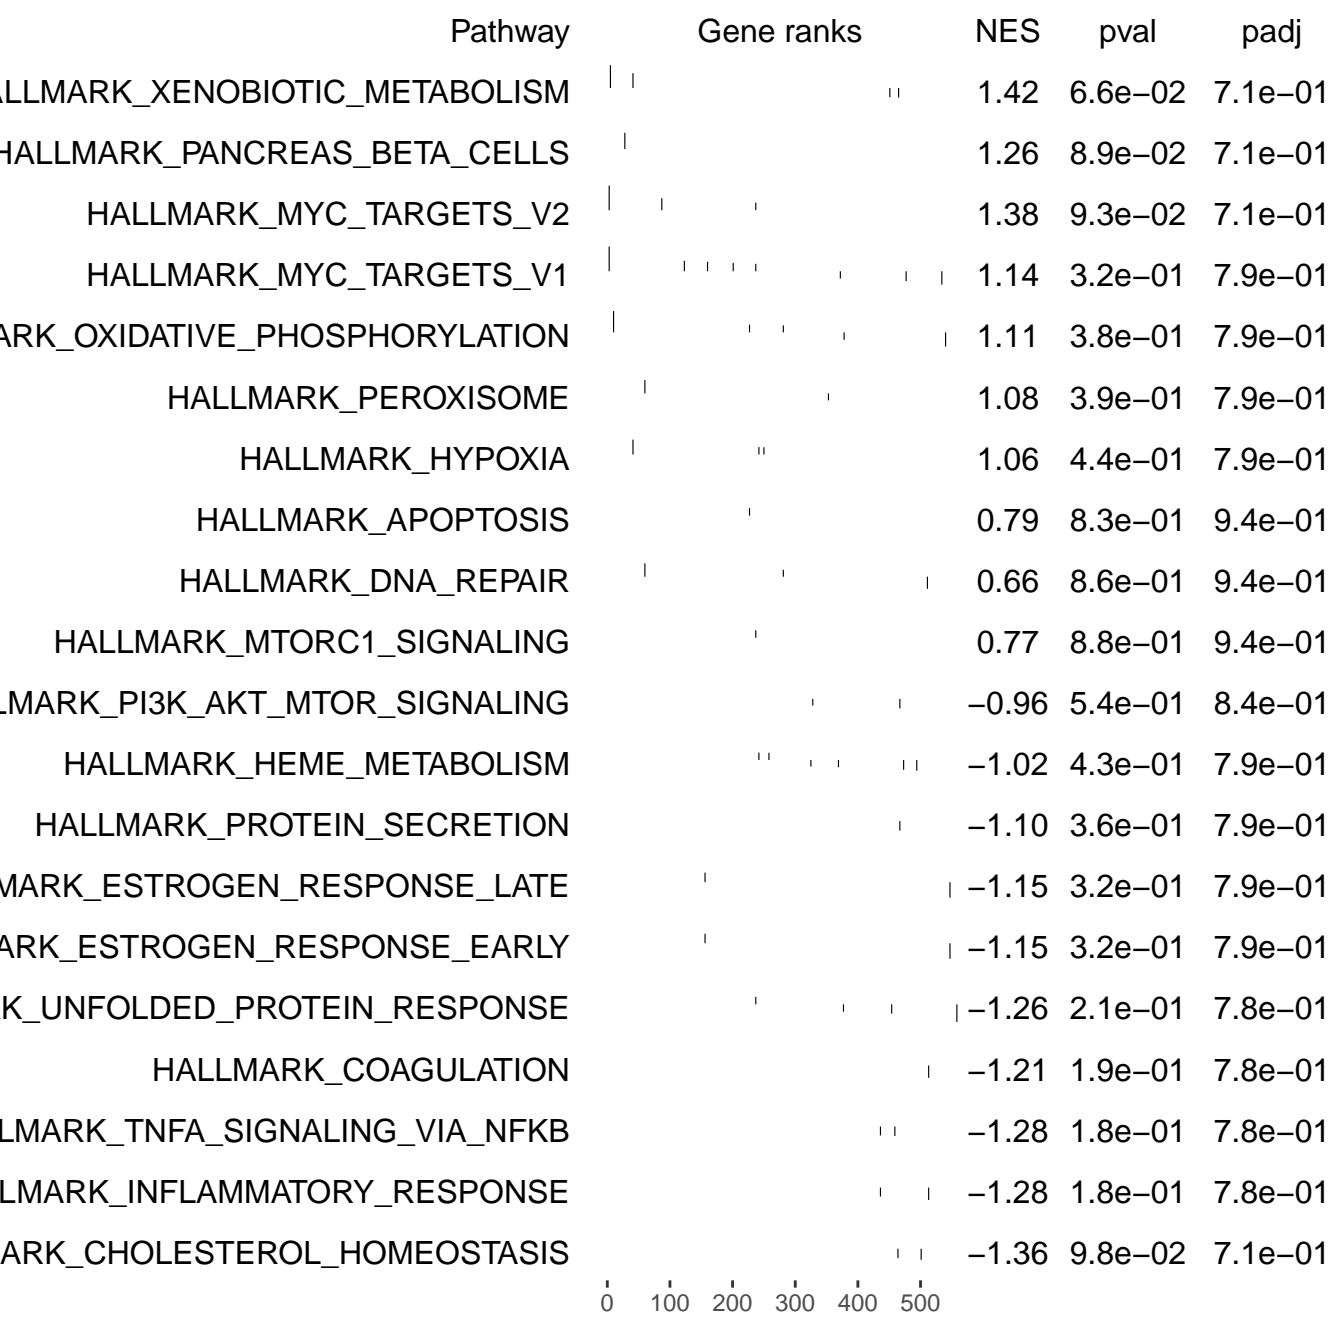 Pathway Gene ranks NES pval padj
ALLMARK_XENOBIOTIC_METABOLISM 1.42 6.6e−02 7.1e−01
HALLMARK_PANCREAS_BETA_CELLS 1.26 8.9e−02 7.1e−01
HALLMARK_MYC_TARGETS_V2 1.38 9.3e−02 7.1e−01
HALLMARK_MYC_TARGETS_V1 1.14 3.2e−01 7.9e−01
ARK_OXIDATIVE_PHOSPHORYLATION 1.11 3.8e−01 7.9e−01
HALLMARK_PEROXISOME 1.08 3.9e−01 7.9e−01
HALLMARK_HYPOXIA 1.06 4.4e−01 7.9e−01
HALLMARK_APOPTOSIS 0.79 8.3e−01 9.4e−01
HALLMARK_DNA_REPAIR 0.66 8.6e−01 9.4e−01
HALLMARK_MTORC1_SIGNALING 0.77 8.8e−01 9.4e−01
LMARK_PI3K_AKT_MTOR_SIGNALING −0.96 5.4e−01 8.4e−01
HALLMARK_HEME_METABOLISM −1.02 4.3e−01 7.9e−01
HALLMARK_PROTEIN_SECRETION −1.10 3.6e−01 7.9e−01
MARK_ESTROGEN_RESPONSE_LATE −1.15 3.2e−01 7.9e−01
ARK_ESTROGEN_RESPONSE_EARLY −1.15 3.2e−01 7.9e−01
K_UNFOLDED_PROTEIN_RESPONSE −1.26 2.1e−01 7.8e−01
HALLMARK_COAGULATION −1.21 1.9e−01 7.8e−01
LMARK_TNFA_SIGNALING_VIA_NFKB −1.28 1.8e−01 7.8e−01
LMARK_INFLAMMATORY_RESPONSE −1.28 1.8e−01 7.8e−01
ARK_CHOLESTEROL_HOMEOSTASIS −1.36 9.8e−02 7.1e−01
0 100 200 300 400 500